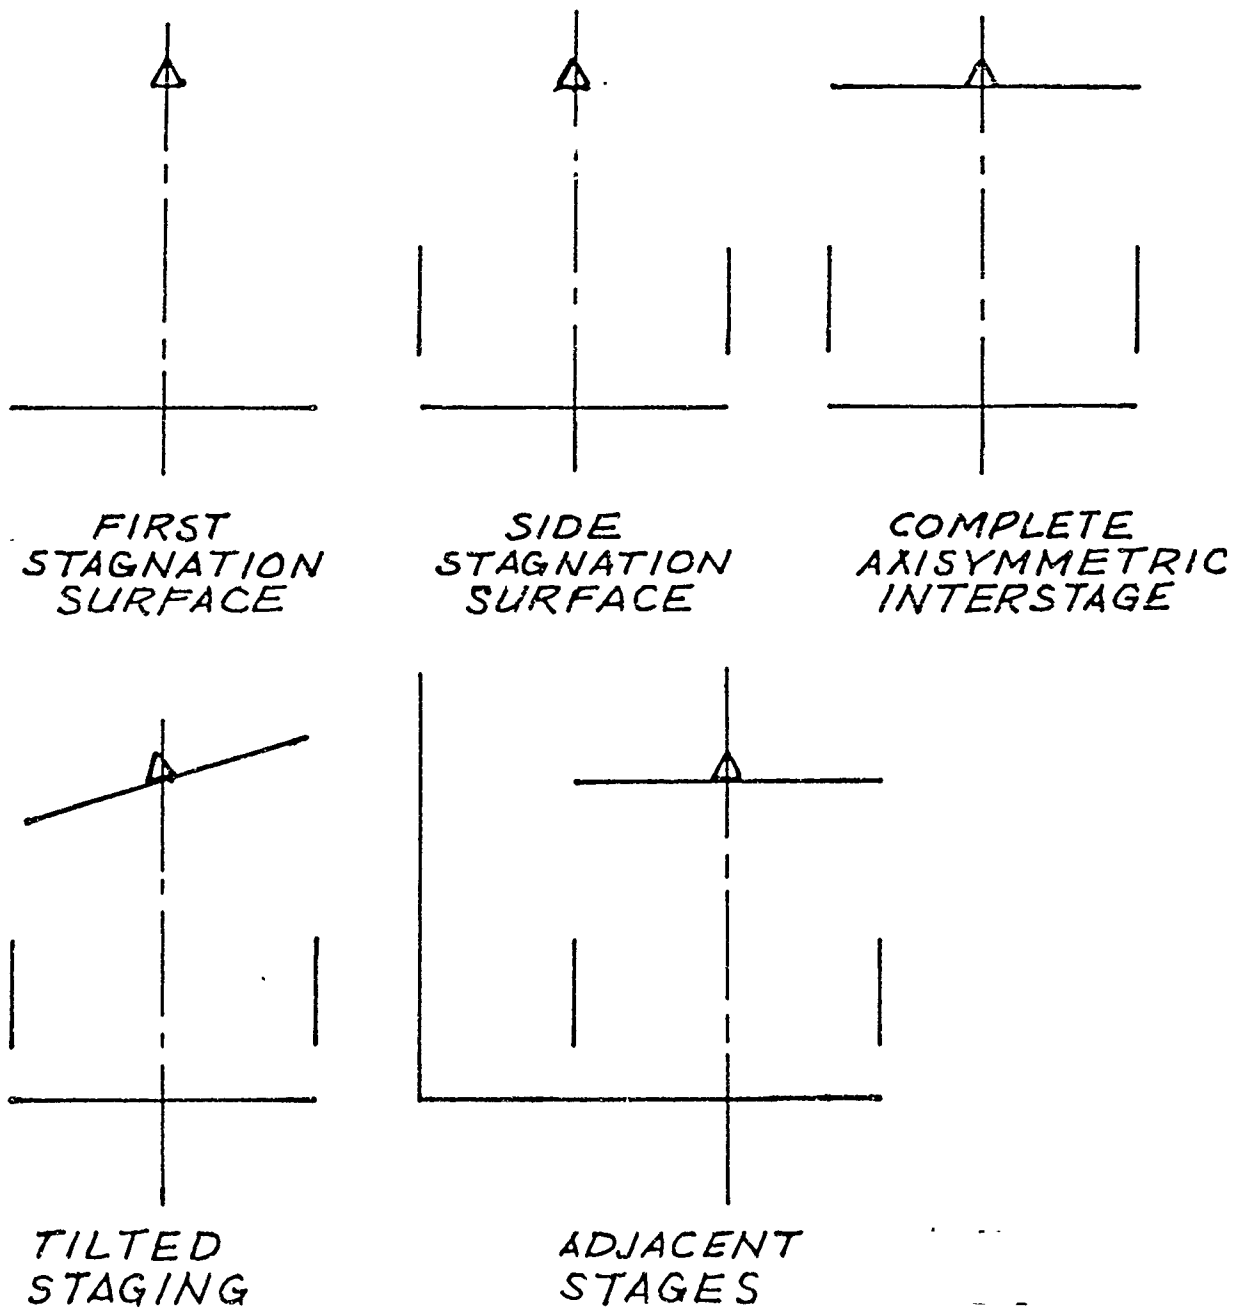 FIRST
STAGNATION
SURFACE
SIDE
STAGNATION
SURFACE
COMPLETE
AXISYMMETRIC
INTERSTAGE
TILTED
STAGING
ADJACENT
STAGES